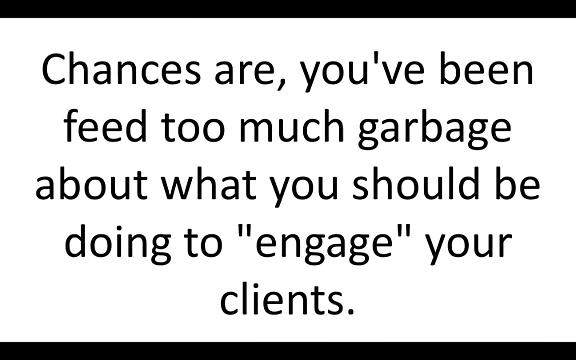 Chances are, you've been
feed too much garbage
about what you should be
doing to "engage" your
clients.